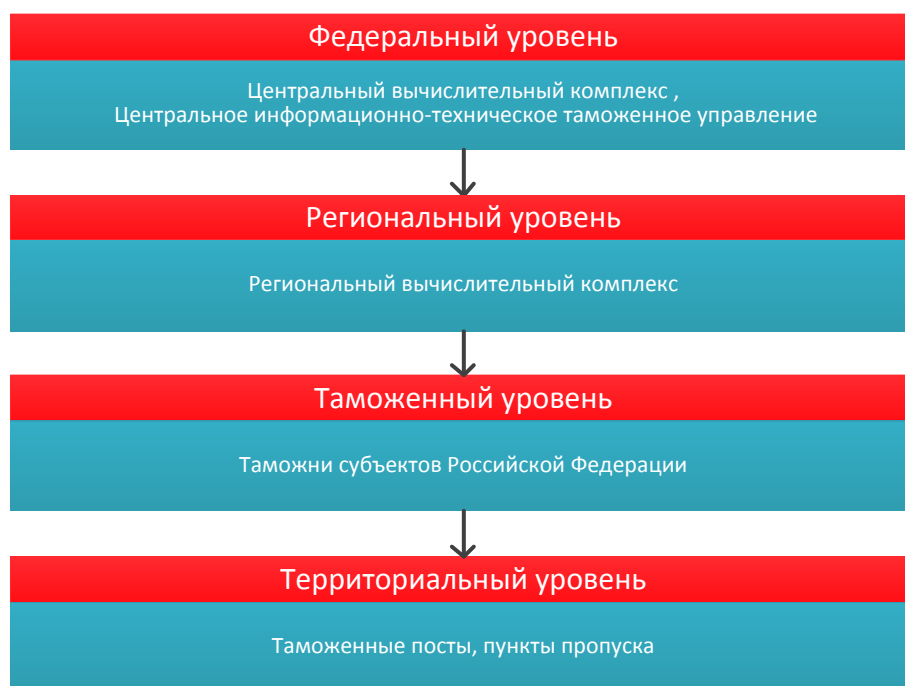 Федеральный уровень
Центральный вычислительный комплекс ,
Центральное информационно-техническое таможенное управление
Региональный уровень
Региональный вычислительный комплекс
Таможенный уровень
Таможни субъектов Российской Федерации
Территориальный уровень
Таможенные посты, пункты пропуска